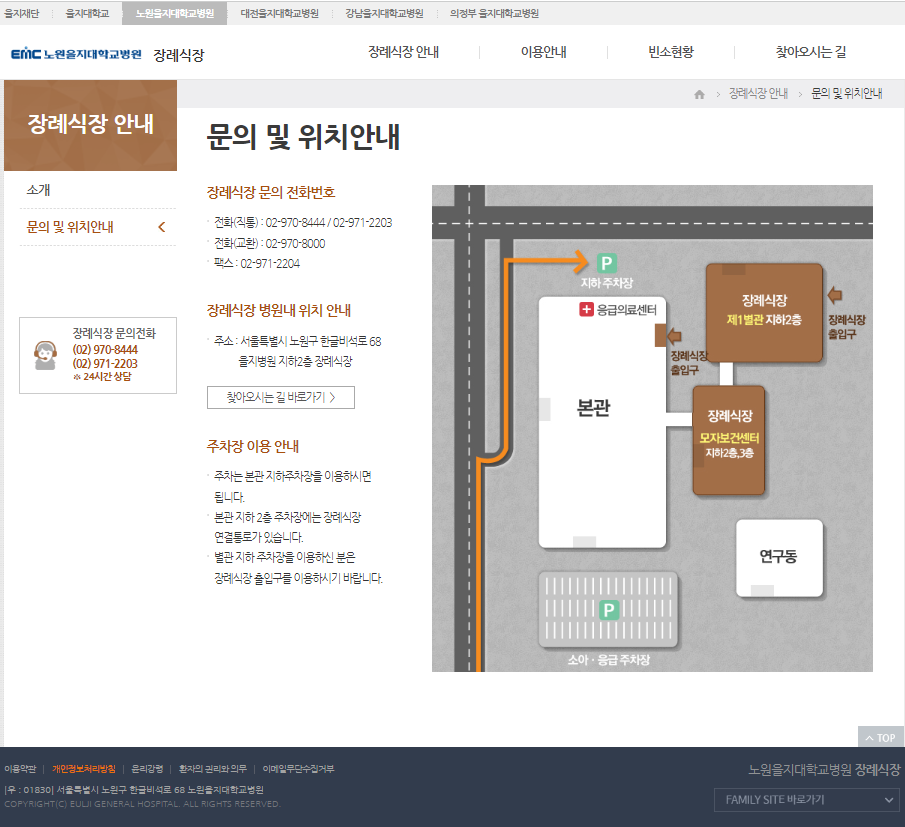 을지재단
을지대학교
노원을지대학교병원
대전을지대학교병원
강남을지대학교병원
의정부 을지대학교병원
EMC 노원을지대학교병원 장례식장
장례식장 안내
이용안내
빈소현황
찾아오시는 길
장례식장 안내 > 문의 및 위치안내
장례식장 안내
소개
문의 및 위치안내
장례식장 문의전화
(02) 970-8444
(02) 971-2203
※ 24시간 상담
문의 및 위치안내
장례식장 문의 전화번호
전화(직통) : 02-970-8444 / 02-971-2203
전화(교환) : 02-970-8000
팩스 : 02-971-2204
장례식장 병원내 위치 안내
주소 : 서울특별시 노원구 한글비석로 68
을지병원 지하2층 장례식장
찾아오시는 길 바로가기 >
주차장 이용 안내
주차는 본관 지하주차장을 이용하시면
됩니다.
본관 지하 2층 주차장에는 장례식장
연결통로가 있습니다.
별관 지하 주차장을 이용하신 분은
장례식장 출입구를 이용하시기 바랍니다.
P
지하 주차장
응급의료센터
장례식장
제1별관 지하2층
장례식장
출입구
장례식장
출입구
본관
장례식장
모자보건센터
지하2층,3층
연구동
P
소아 · 응급 주차장
TOP
이용약관
개인정보처리방침
윤리강령
환자의 권리와 의무
이메일무단수집거부
노원을지대학교병원 장례식장
[우 : 01830] 서울특별시 노원구 한글비석로 68 노원을지대학교병원
COPYRIGHT(C) EULJI GENERAL HOSPITAL. ALL RIGHTS RESERVED.
FAMILY SITE 바로가기